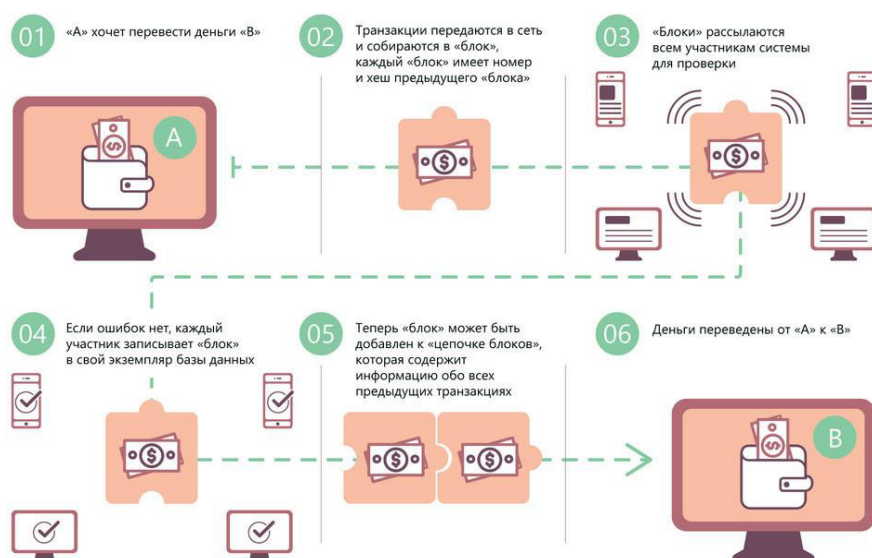 01
«А» хочет перевести деньги «В»
A
02
Транзакции передаются в сеть
и собираются в «блок»,
каждый «блок» имеет номер
и хеш предыдущего «блока»
$
03
«Блоки» рассылаются
всем участникам системы
для проверки
$
04
Если ошибок нет, каждый
участник записывает «блок»
в свой экземпляр базы данных
$
05
Теперь «блок» может быть
добавлен к «цепочке блоков»,
которая содержит
информацию обо всех
предыдущих транзакциях
$
$
06
Деньги переведены от «А» к «В»
B